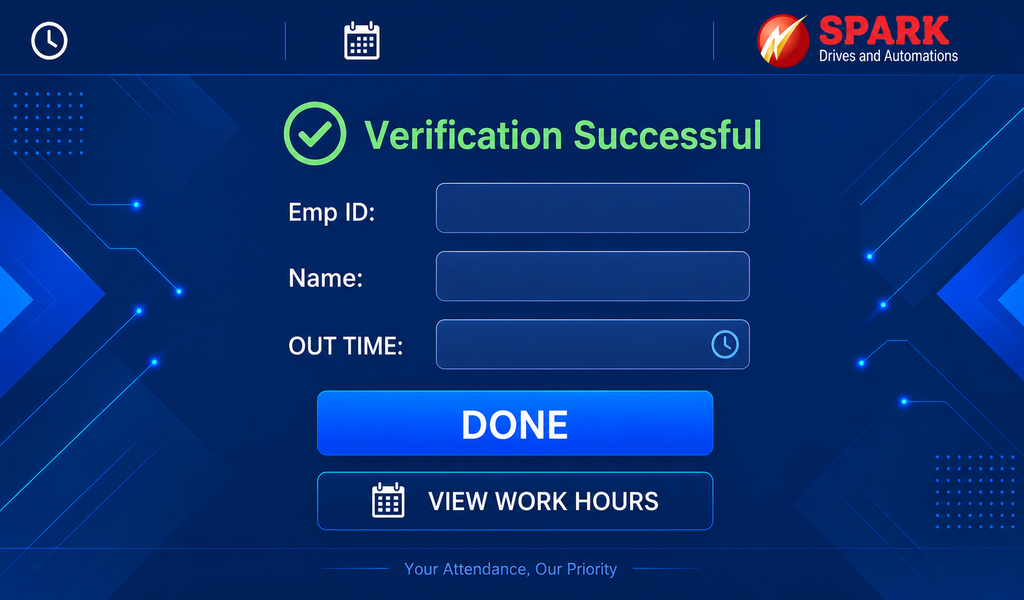 SPARK
Drives and Automations
Verification Successful
Emp ID:
Name:
OUT TIME:
DONE
VIEW WORK HOURS
Your Attendance, Our Priority